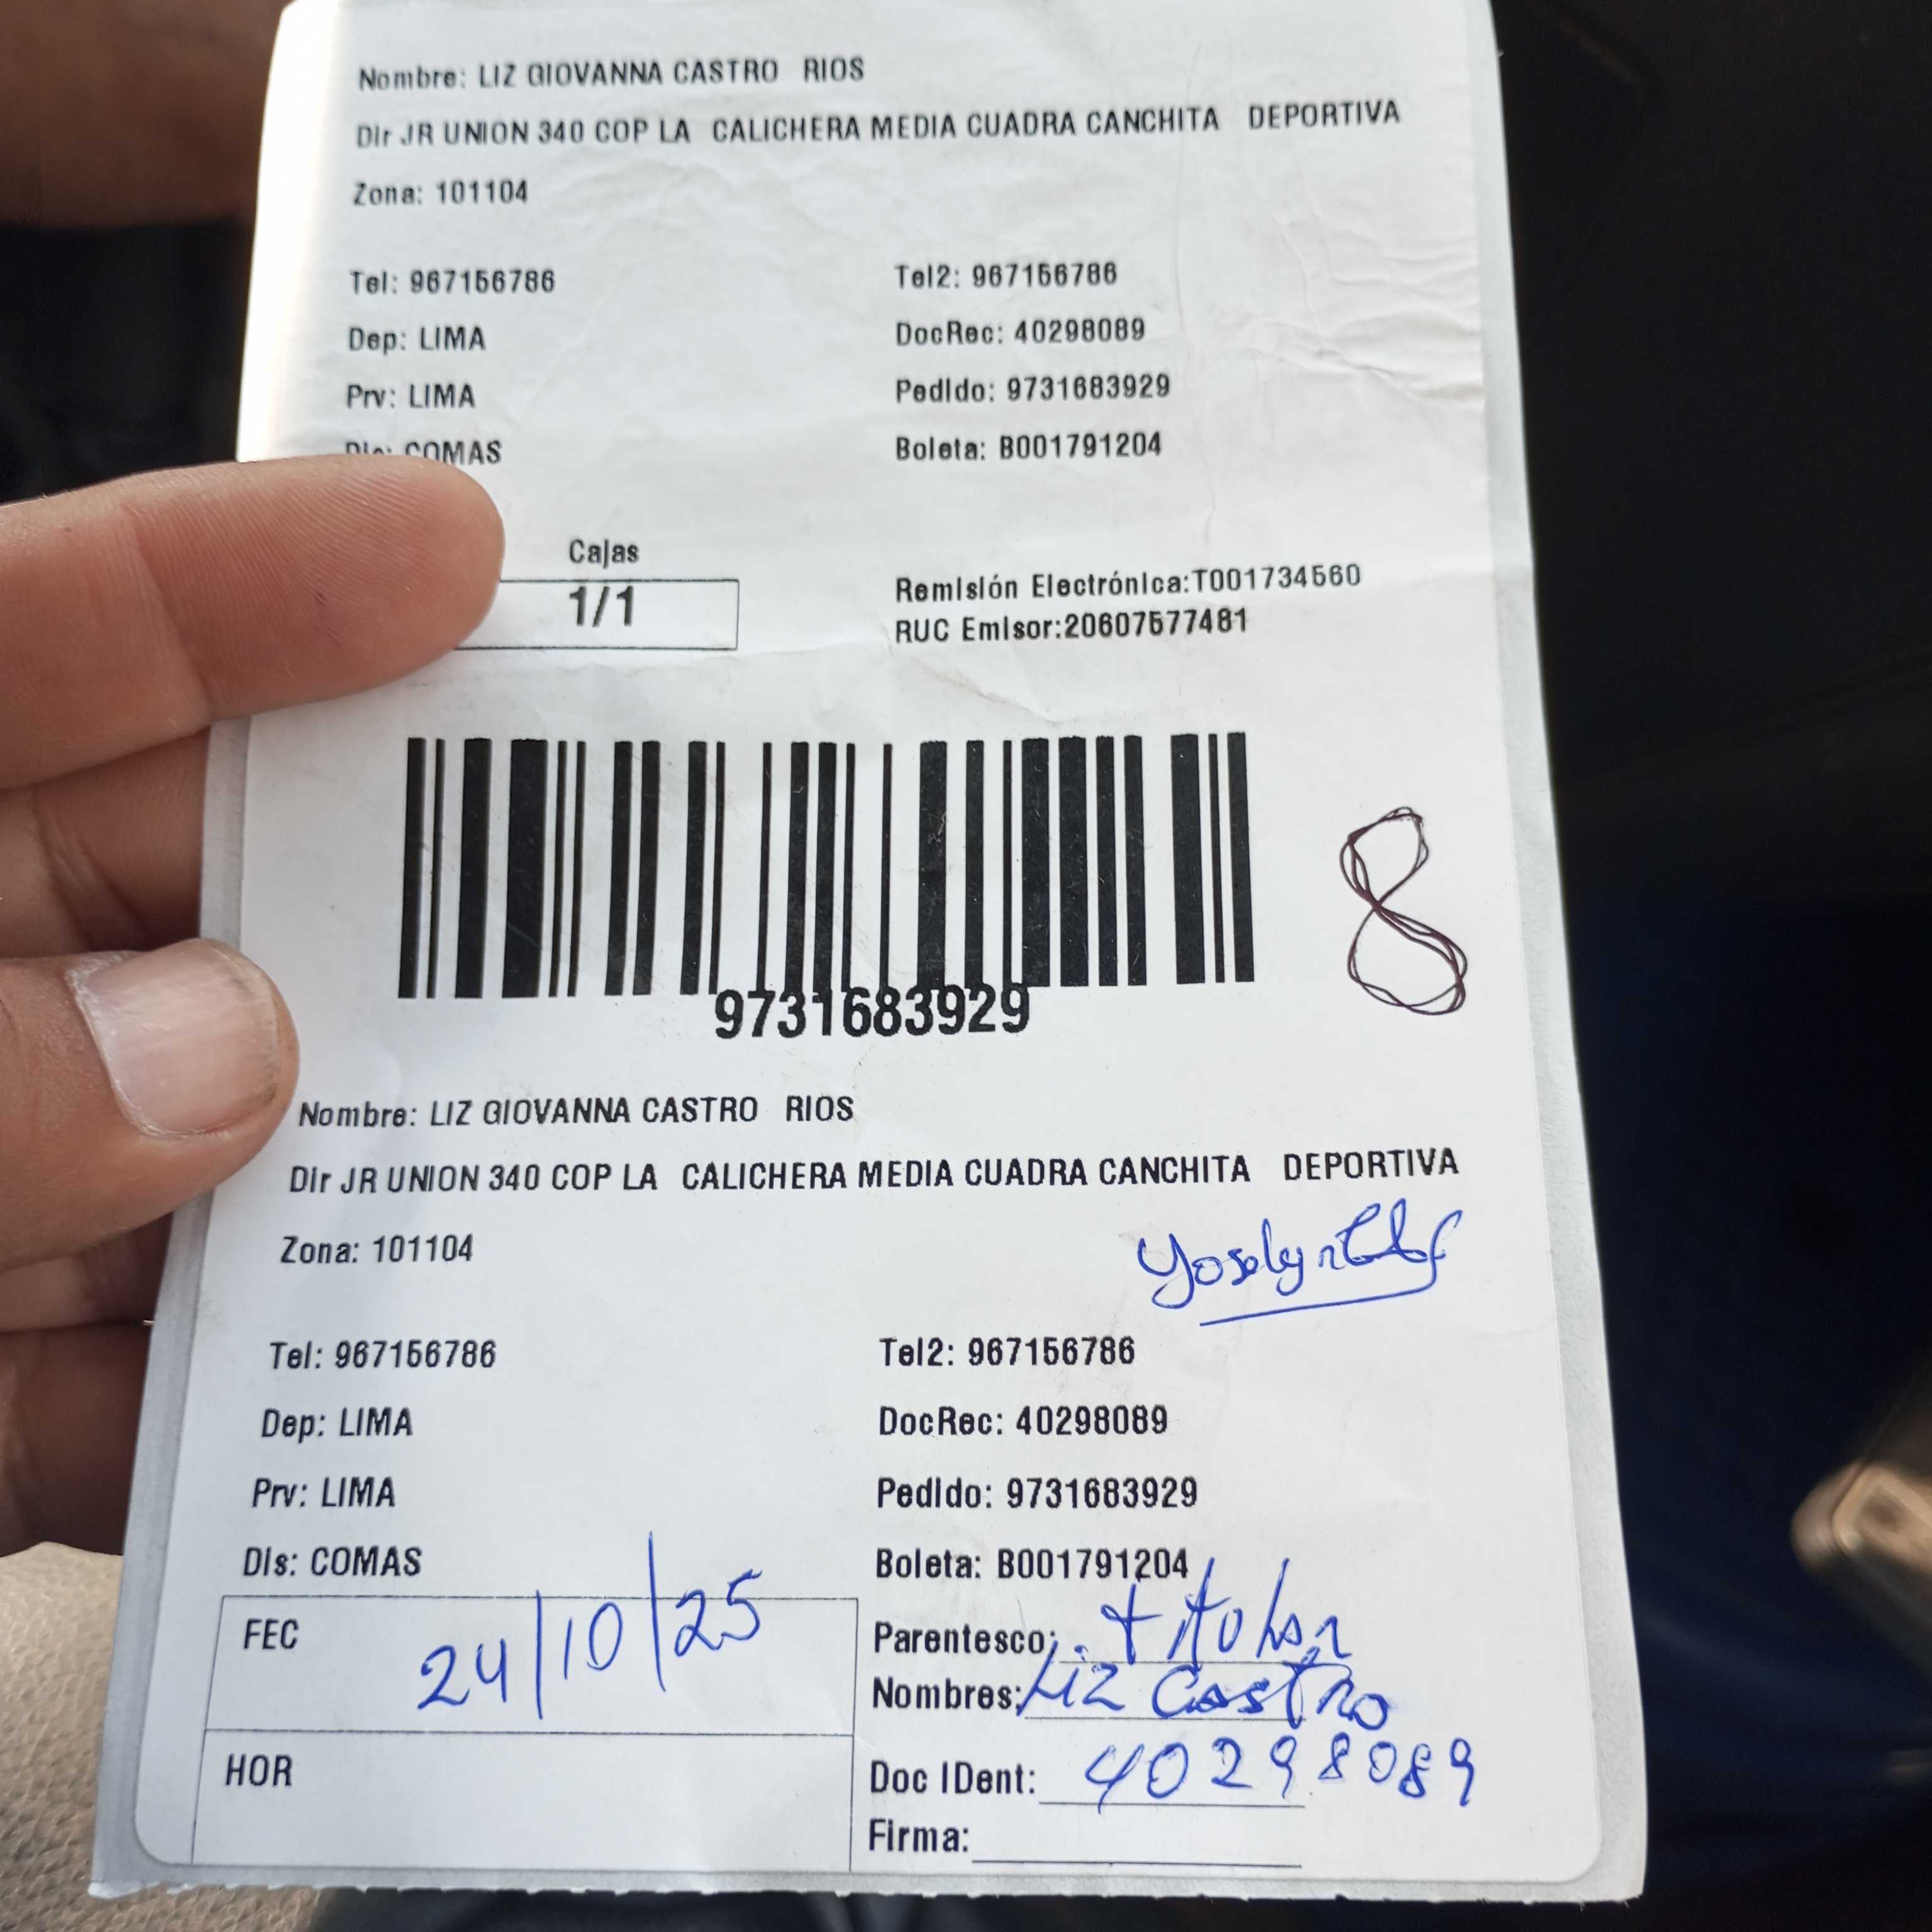 Nombre: LIZ GIOVANNA CASTRO RIOS
Dir JR UNION 340 COP LA CALICHERA MEDIA CUADRA CANCHITA DEPORTIVA
Zona: 101104
Tel: 967156786 Tel2: 967156786
Dep: LIMA DocRec: 40298089
Prv: LIMA Pedido: 9731683929
Dis: COMAS Boleta: B001791204
Cajas
1/1
Remisión Electrónica:T001734560
RUC Emisor:20607577481
8
9731683929
Nombre: LIZ GIOVANNA CASTRO RIOS
Dir JR UNION 340 COP LA CALICHERA MEDIA CUADRA CANCHITA DEPORTIVA
Zona: 101104
Yoselyn
Tel: 967156786 Tel2: 967156786
Dep: LIMA DocRec: 40298089
Prv: LIMA Pedido: 9731683929
Dis: COMAS Boleta: B001791204
FEC 24/10/25
Parentesco: titular
Nombres: Liz Castro
HOR
Doc IDent: 40298089
Firma: